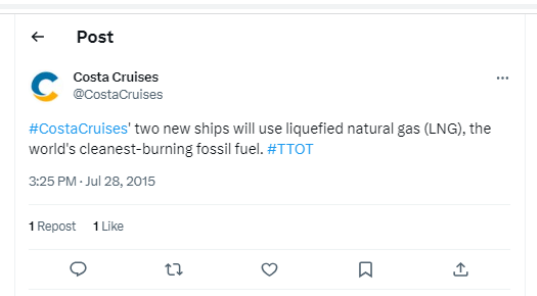 Post
Costa Cruises
@CostaCruises
#CostaCruises' two new ships will use liquefied natural gas (LNG), the
world's cleanest-burning fossil fuel. #TTOT
3:25 PM · Jul 28, 2015
1 Repost 1 Like